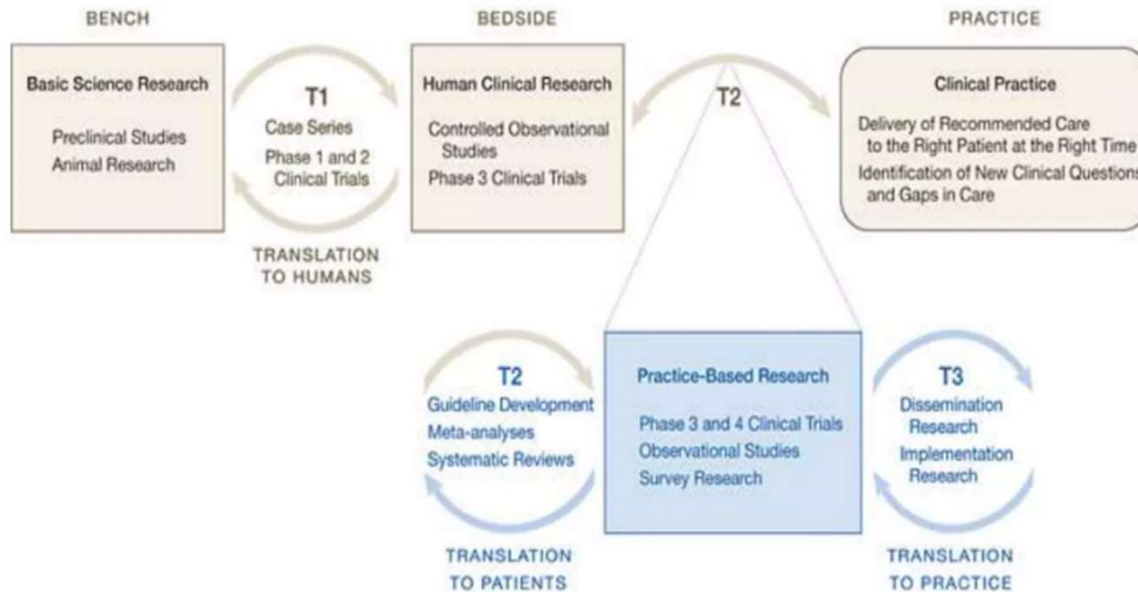 BENCH
BEDSIDE
PRACTICE
Basic Science Research
Preclinical Studies
Animal Research
T1
Case Series
Phase 1 and 2
Clinical Trials
TRANSLATION
TO HUMANS
Human Clinical Research
Controlled Observational
Studies
Phase 3 Clinical Trials
T2
Clinical Practice
Delivery of Recommended Care
to the Right Patient at the Right Time
Identification of New Clinical Questions
and Gaps in Care
T2
Guideline Development
Meta-analyses
Systematic Reviews
TRANSLATION
TO PATIENTS
Practice-Based Research
Phase 3 and 4 Clinical Trials
Observational Studies
Survey Research
T3
Dissemination
Research
Implementation
Research
TRANSLATION
TO PRACTICE